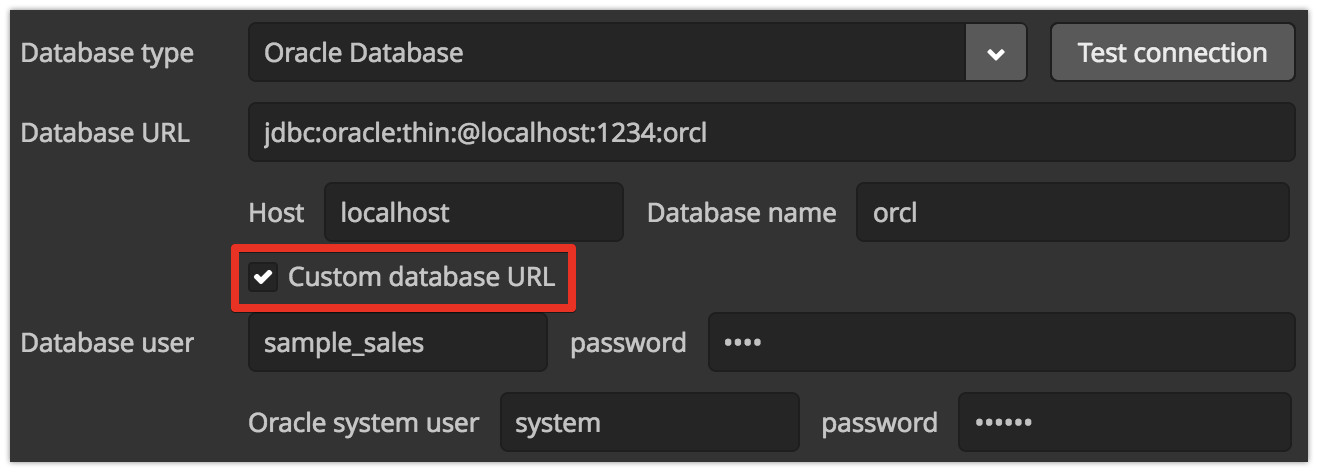 Database type Oracle Database Test connection
Database URL jdbc:oracle:thin:@localhost:1234:orcl
Host localhost Database name orcl
Custom database URL
Database user sample_sales password ••••
Oracle system user system password ••••••